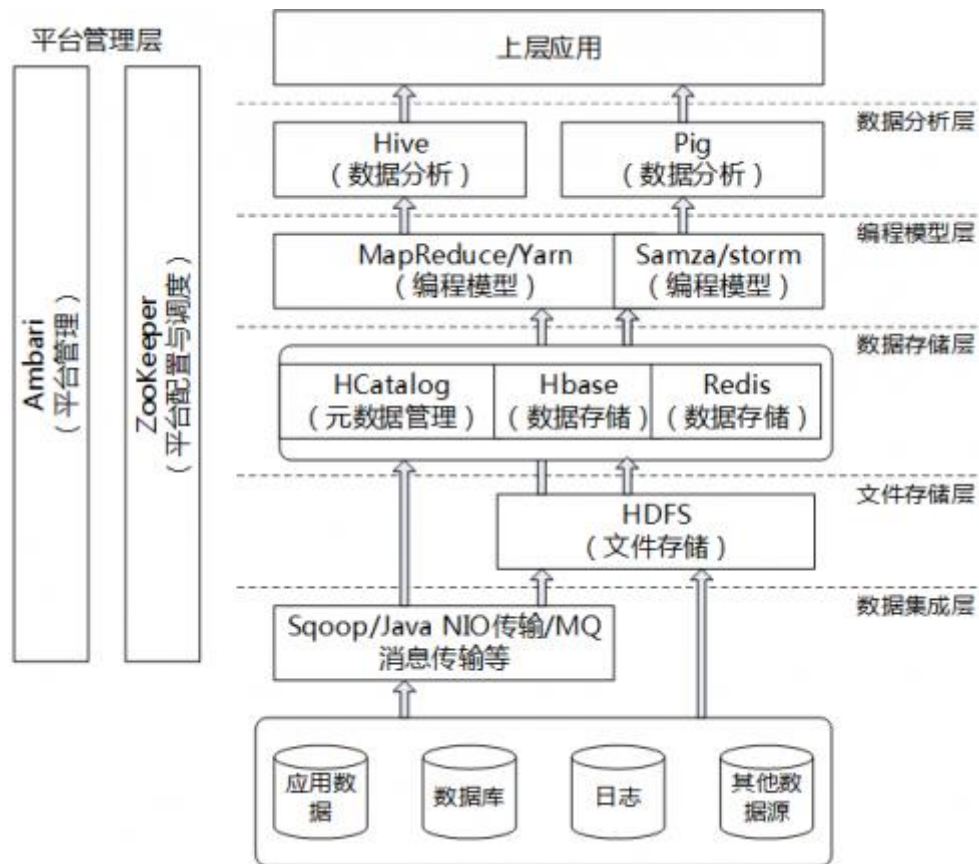 平台管理层
上层应用
数据分析层
Hive
（数据分析）
Pig
（数据分析）
编程模型层
MapReduce/Yarn
（编程模型）
Samza/storm
（编程模型）
Ambari
（平台管理）
ZooKeeper
（平台配置与调度）
数据存储层
HCatalog
（元数据管理）
Hbase
（数据存储）
Redis
（数据存储）
文件存储层
HDFS
（文件存储）
数据集成层
Sqoop/Java NIO传输/MQ
消息传输等
应用数
据
数据库
日志
其他数
据源